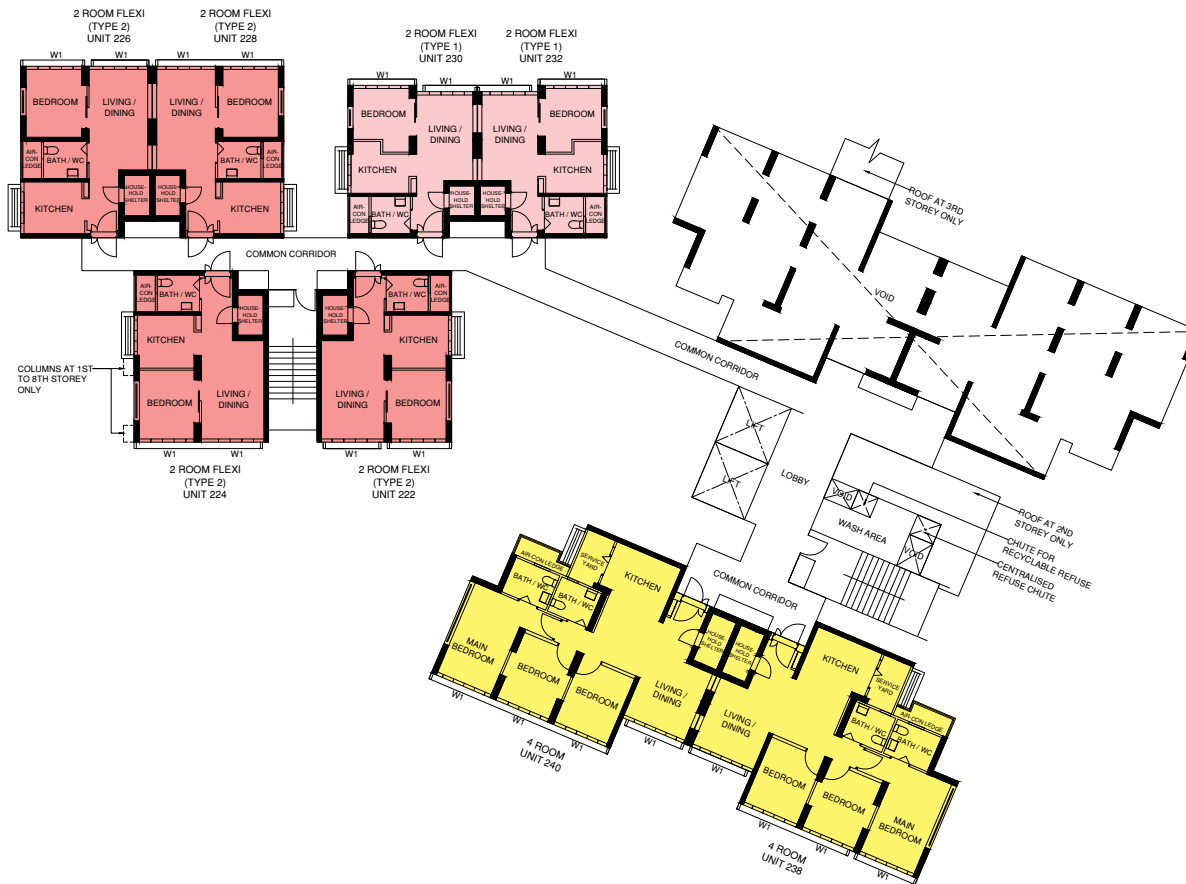 2 ROOM FLEXI
(TYPE 2)
UNIT 226
2 ROOM FLEXI
(TYPE 2)
UNIT 228
2 ROOM FLEXI
(TYPE 1)
UNIT 230
2 ROOM FLEXI
(TYPE 1)
UNIT 232
W1
W1
W1
W1
BEDROOM
LIVING /
DINING
LIVING /
DINING
BEDROOM
AIR-
CON
LEDGE
BATH / WC
BATH / WC
AIR-
CON
LEDGE
KITCHEN
HOUSE-
HOLD
SHELTER
HOUSE-
HOLD
SHELTER
KITCHEN
W1
W1
W1
W1
BEDROOM
LIVING /
DINING
LIVING /
DINING
BEDROOM
KITCHEN
KITCHEN
HOUSE-
HOLD
SHELTER
HOUSE-
HOLD
SHELTER
AIR-
CON
LEDGE
BATH / WC
BATH / WC
AIR-
CON
LEDGE
COMMON CORRIDOR
AIR-
CON
LEDGE
BATH / WC
HOUSE-
HOLD
SHELTER
KITCHEN
BEDROOM
LIVING /
DINING
W1
W1
2 ROOM FLEXI
(TYPE 2)
UNIT 224
COLUMNS AT 1ST
TO 8TH STOREY
ONLY
BATH / WC
AIR-
CON
LEDGE
HOUSE-
HOLD
SHELTER
KITCHEN
LIVING /
DINING
BEDROOM
W1
W1
2 ROOM FLEXI
(TYPE 2)
UNIT 222
ROOF AT 3RD
STOREY ONLY
VOID
COMMON CORRIDOR
LIFT
LIFT
LOBBY
VOID
WASH AREA
VOID
ROOF AT 2ND
STOREY ONLY
CHUTE FOR
RECYCLABLE REFUSE
CENTRALISED
REFUSE CHUTE
COMMON CORRIDOR
AIR-CON LEDGE
SERVICE
YARD
KITCHEN
BATH / WC
BATH / WC
MAIN
BEDROOM
BEDROOM
BEDROOM
LIVING /
DINING
HOUSE-
HOLD
SHELTER
W1
W1
W1
W1
4 ROOM
UNIT 240
HOUSE-
HOLD
SHELTER
KITCHEN
SERVICE
YARD
AIR-CON LEDGE
BATH / WC
BATH / WC
LIVING /
DINING
BEDROOM
BEDROOM
MAIN
BEDROOM
W1
W1
W1
W1
4 ROOM
UNIT 238